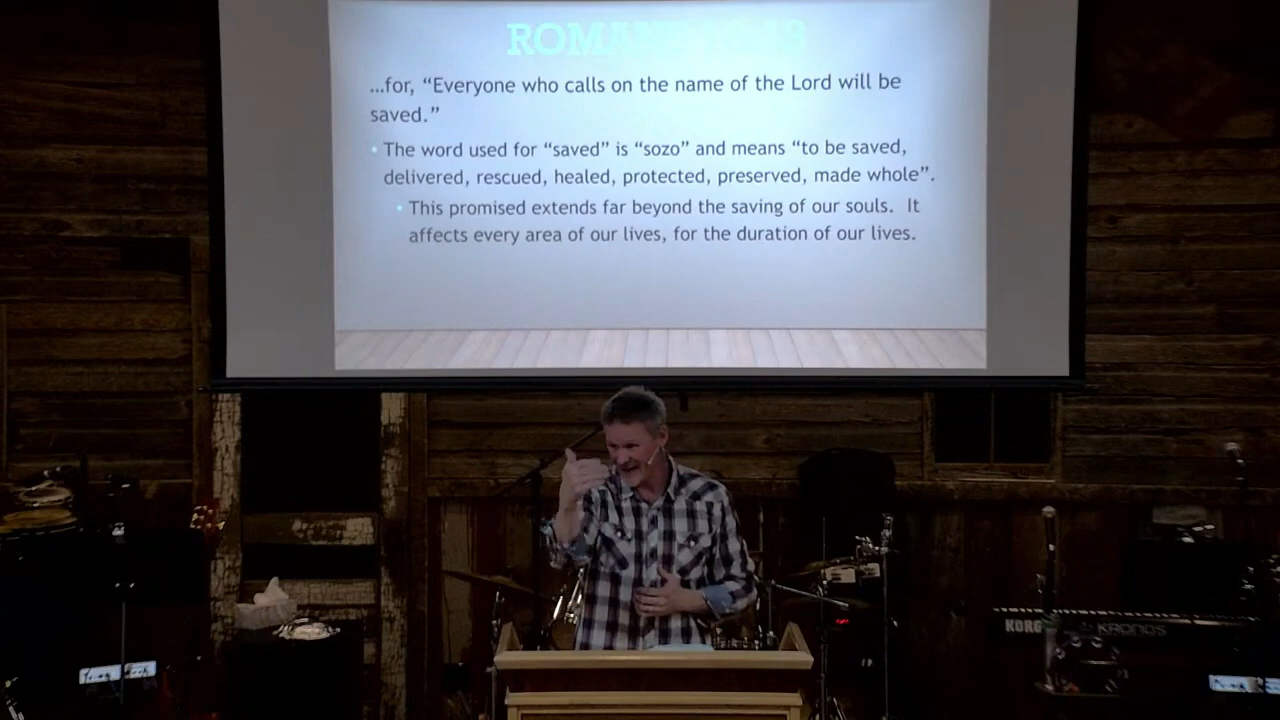 …for, “Everyone who calls on the name of the Lord will be
saved.”
The word used for “saved” is “sozo” and means “to be saved,
delivered, rescued, healed, protected, preserved, made whole”.
This promised extends far beyond the saving of our souls. It
affects every area of our lives, for the duration of our lives.
KORG KRONOS